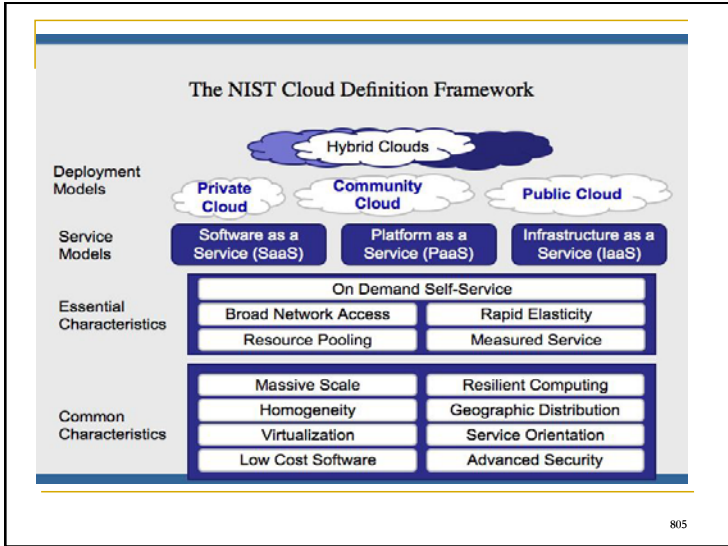 The NIST Cloud Definition Framework
Hybrid Clouds
Deployment
Models
Private
Cloud
Community
Cloud
Public Cloud
Service
Models
Software as a
Service (SaaS)
Platform as a
Service (PaaS)
Infrastructure as a
Service (IaaS)
Essential
Characteristics
On Demand Self-Service
Broad Network Access
Rapid Elasticity
Resource Pooling
Measured Service
Common
Characteristics
Massive Scale
Resilient Computing
Homogeneity
Geographic Distribution
Virtualization
Service Orientation
Low Cost Software
Advanced Security
805